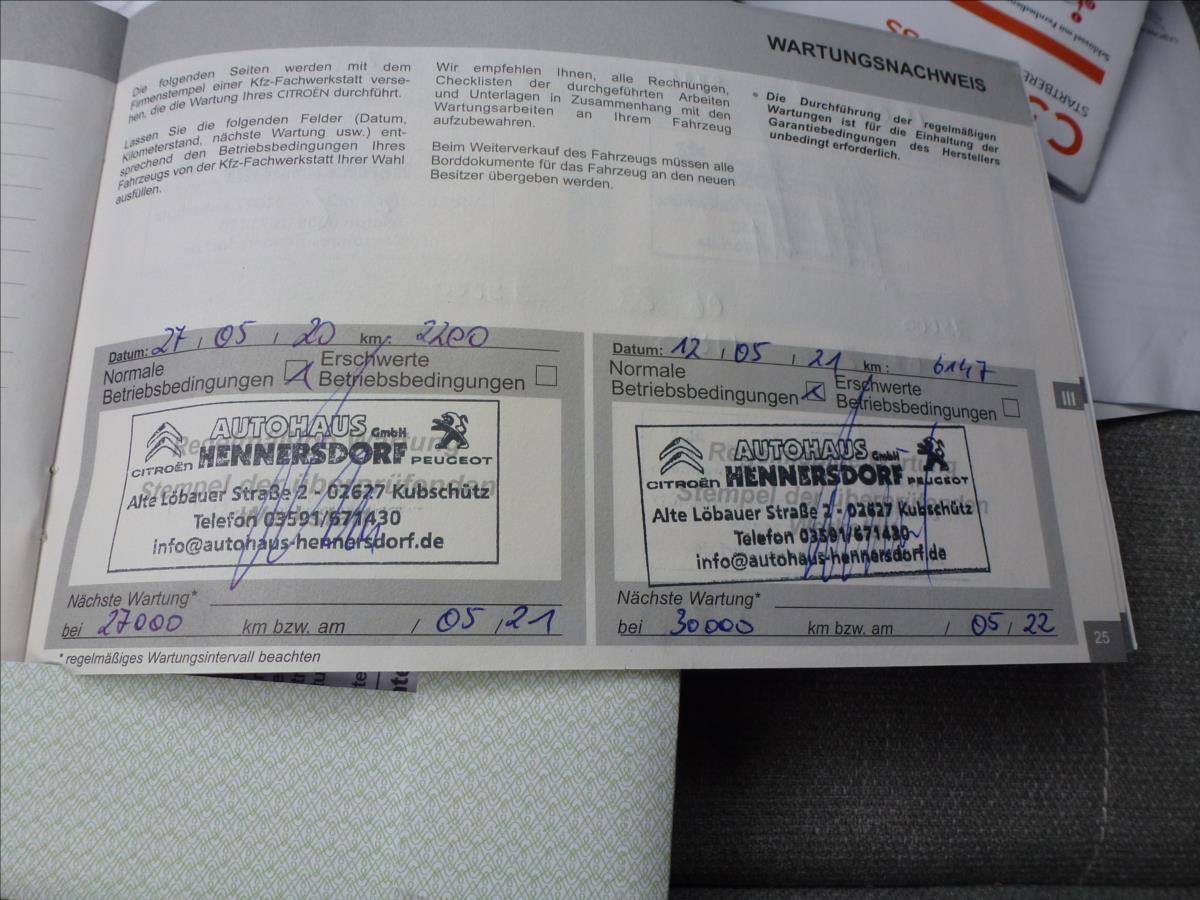 WARTUNGSNACHWEIS
Die folgenden Seiten werden mit dem
Firmenstempel einer Kfz-Fachwerkstatt verse-
hen, die die Wartung Ihres CITROËN durchführt.
Lassen Sie die folgenden Felder (Datum,
Kilometerstand, nächste Wartung usw.) ent-
sprechend den Betriebsbedingungen Ihres
Fahrzeugs von der Kfz-Fachwerkstatt Ihrer Wahl
ausfüllen.
Wir empfehlen Ihnen, alle Rechnungen,
Checklisten der durchgeführten Arbeiten
und Unterlagen in Zusammenhang mit den
Wartungsarbeiten an Ihrem Fahrzeug
aufzubewahren.
Beim Weiterverkauf des Fahrzeugs müssen alle
Borddokumente für das Fahrzeug an den neuen
Besitzer übergeben werden.
• Die Durchführung der regelmäßigen
Wartungen ist für die Einhaltung der
Garantiebedingungen des Herstellers
unbedingt erforderlich.
Datum: 27 / 05 / 20 km: 2200
Normale
Betriebsbedingungen
Erschwerte
Betriebsbedingungen
AUTOHAUS GmbH
CITROËN HENNERSDORF PEUGEOT
Alte Löbauer Straße 2 - 02627 Kubschütz
Telefon 03591/671430
info@autohaus-hennersdorf.de
Nächste Wartung*
bei 27000 km bzw. am / 05 / 21
* regelmäßiges Wartungsintervall beachten
Datum: 12 / 05 / 21 km: 6147
Normale
Betriebsbedingungen
Erschwerte
Betriebsbedingungen
AUTOHAUS GmbH
CITROËN HENNERSDORF PEUGEOT
Alte Löbauer Straße 2 - 02627 Kubschütz
Telefon 03591/671430
info@autohaus-hennersdorf.de
Nächste Wartung*
bei 30000 km bzw. am / 05 / 22
III
25